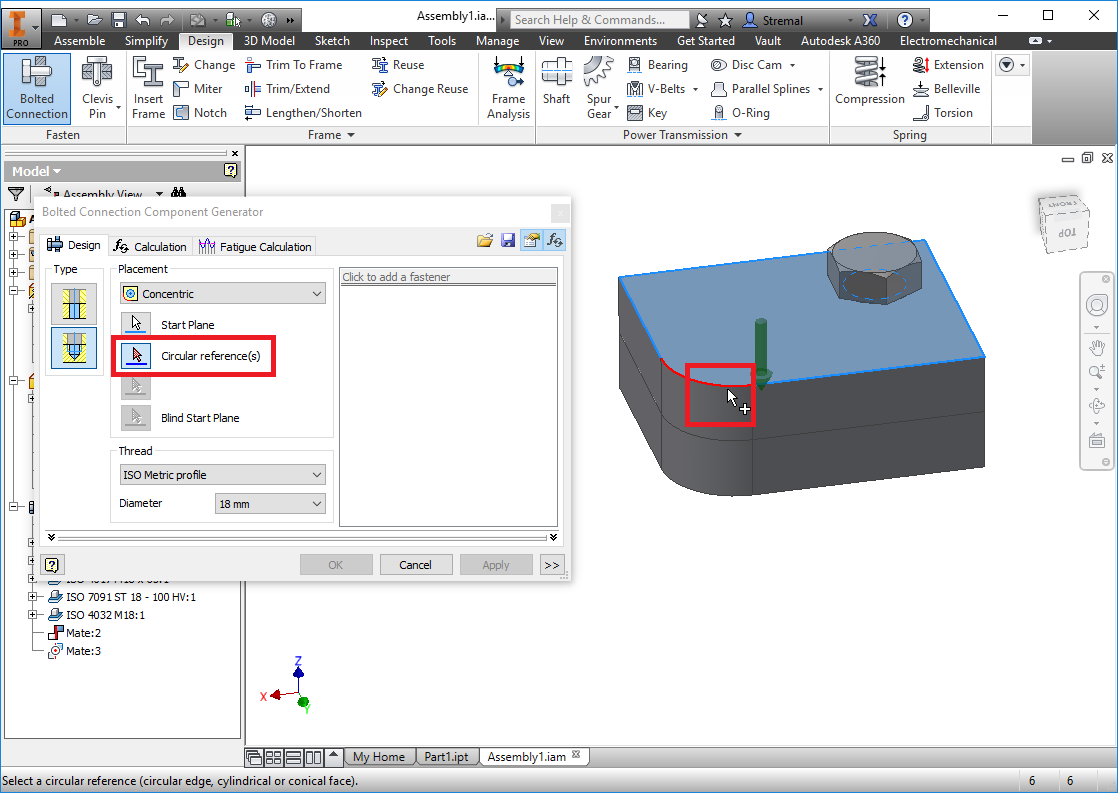 PRO
Assembly1.ia...
Search Help & Commands...
Stremal
Assemble Simplify Design 3D Model Sketch Inspect Tools Manage View Environments Get Started Vault Autodesk A360 Electromechanical
Bolted Connection
Clevis Pin
Insert Frame
Change
Miter
Notch
Trim To Frame
Trim/Extend
Lengthen/Shorten
Reuse
Change Reuse
Frame Analysis
Shaft
Spur Gear
Bearing
V-Belts
Key
Disc Cam
Parallel Splines
O-Ring
Compression
Extension
Belleville
Torsion
Fasten Frame Power Transmission Spring
Model
Assembly View
Bolted Connection Component Generator
Design Calculation Fatigue Calculation
Type
Placement
Concentric
Start Plane
Circular reference(s)
Blind Start Plane
Thread
ISO Metric profile
Diameter 18 mm
Click to add a fastener
OK Cancel Apply >>
ISO 7091 ST 18 - 100 HV:1
ISO 4032 M18:1
Mate:2
Mate:3
FRONT
TOP
Z
X
Y
My Home Part1.ipt Assembly1.iam
Select a circular reference (circular edge, cylindrical or conical face).
6 6